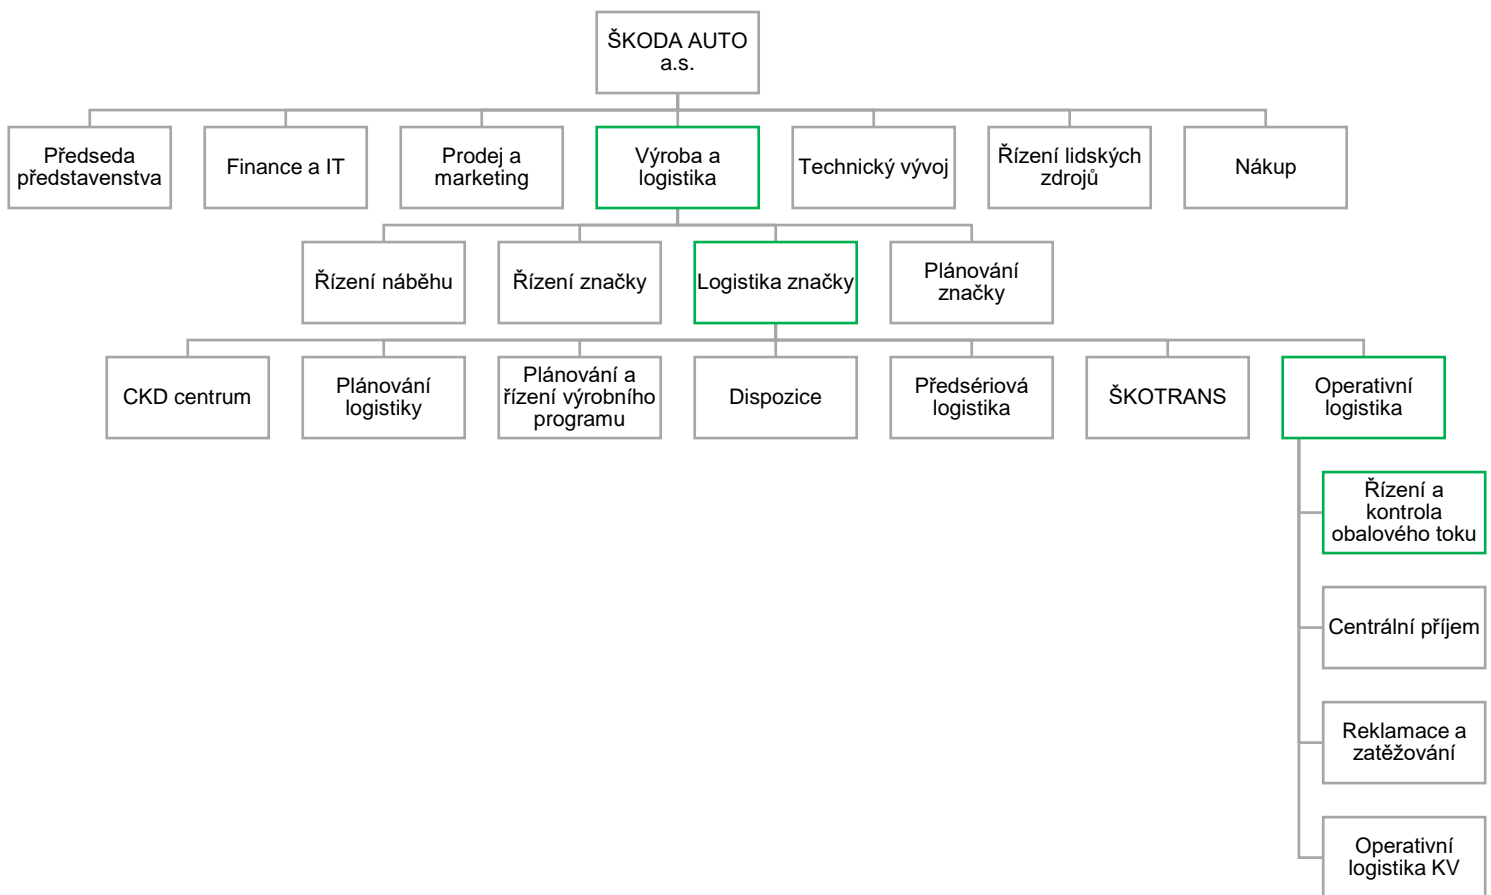 ŠKODA AUTO
a.s.
Předseda
představenstva
Finance a IT
Prodej a
marketing
Výroba a
logistika
Technický vývoj
Řízení lidských
zdrojů
Nákup
Řízení náběhu
Řízení značky
Logistika značky
Plánování
značky
CKD centrum
Plánování
logistiky
Plánování a
řízení výrobního
programu
Dispozice
Předsériová
logistika
ŠKOTRANS
Operativní
logistika
Řízení a
kontrola
obalového toku
Centrální příjem
Reklamace a
zatěžování
Operativní
logistika KV